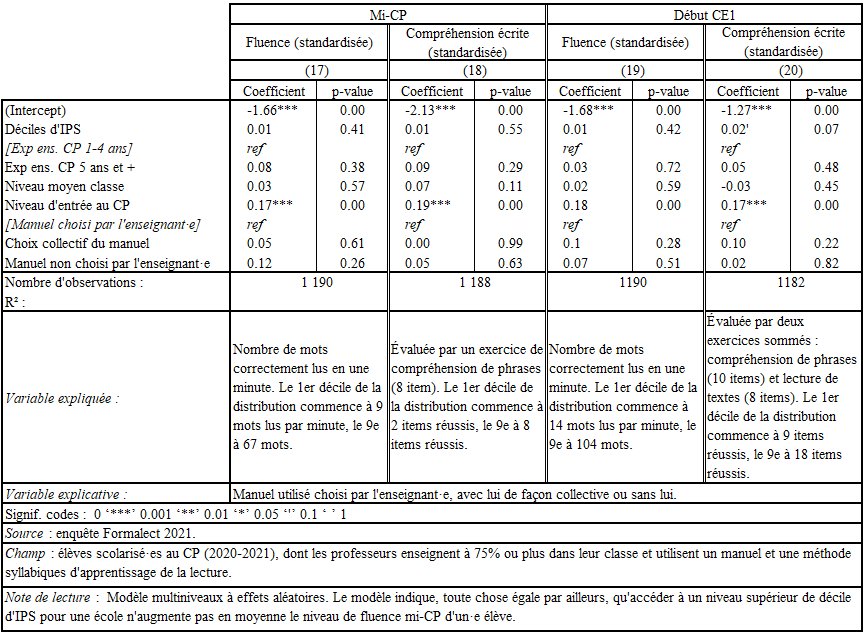 Mi-CP Début CE1
Fluence (standardisée) Compréhension écrite (standardisée) Fluence (standardisée) Compréhension écrite (standardisée)
(17) (18) (19) (20)
Coefficient p-value Coefficient p-value Coefficient p-value Coefficient p-value
(Intercept) -1.66*** 0.00 -2.13*** 0.00 -1.68*** 0.00 -1.27*** 0.00
Déciles d'IPS 0.01 0.41 0.01 0.55 0.01 0.42 0.02' 0.07
[Exp ens. CP 1-4 ans] ref ref ref ref
Exp ens. CP 5 ans et + 0.08 0.38 0.09 0.29 0.03 0.72 0.05 0.48
Niveau moyen classe 0.03 0.57 0.07 0.11 0.02 0.59 -0.03 0.45
Niveau d'entrée au CP 0.17*** 0.00 0.19*** 0.00 0.18 0.00 0.17*** 0.00
[Manuel choisi par l'enseignant·e] ref ref ref ref
Choix collectif du manuel 0.05 0.61 0.00 0.99 0.1 0.28 0.10 0.22
Manuel non choisi par l'enseignant·e 0.12 0.26 0.05 0.63 0.07 0.51 0.02 0.82
Nombre d'observations : 1 190 1 188 1190 1182
R² :
Variable expliquée :
Nombre de mots
correctement lus en une
minute. Le 1er décile de la
distribution commence à 9
mots lus par minute, le 9e
à 67 mots.
Évaluée par un exercice de
compréhension de phrases
(8 item). Le 1er décile de
la distribution commence à
2 items réussis, le 9e à 8
items réussis.
Nombre de mots
correctement lus en une
minute. Le 1er décile de la
distribution commence à
14 mots lus par minute, le
9e à 104 mots.
Évaluée par deux
exercices sommés :
compréhension de phrases
(10 items) et lecture de
textes (8 items). Le 1er
décile de la distribution
commence à 9 items
réussis, le 9e à 18 items
réussis.
Variable explicative : Manuel utilisé choisi par l'enseignant·e, avec lui de façon collective ou sans lui.
Signif. codes : 0 ‘***’ 0.001 ‘**’ 0.01 ‘*’ 0.05 ‘'’ 0.1 ‘ ’ 1
Source : enquête Formalect 2021.
Champ : élèves scolarisé·es au CP (2020-2021), dont les professeurs enseignent à 75% ou plus dans leur classe et utilisent un manuel et une méthode
syllabiques d'apprentissage de la lecture.
Note de lecture : Modèle multiniveaux à effets aléatoires. Le modèle indique, toute chose égale par ailleurs, qu'accéder à un niveau supérieur de décile
d'IPS pour une école n'augmente pas en moyenne le niveau de fluence mi-CP d'un·e élève.